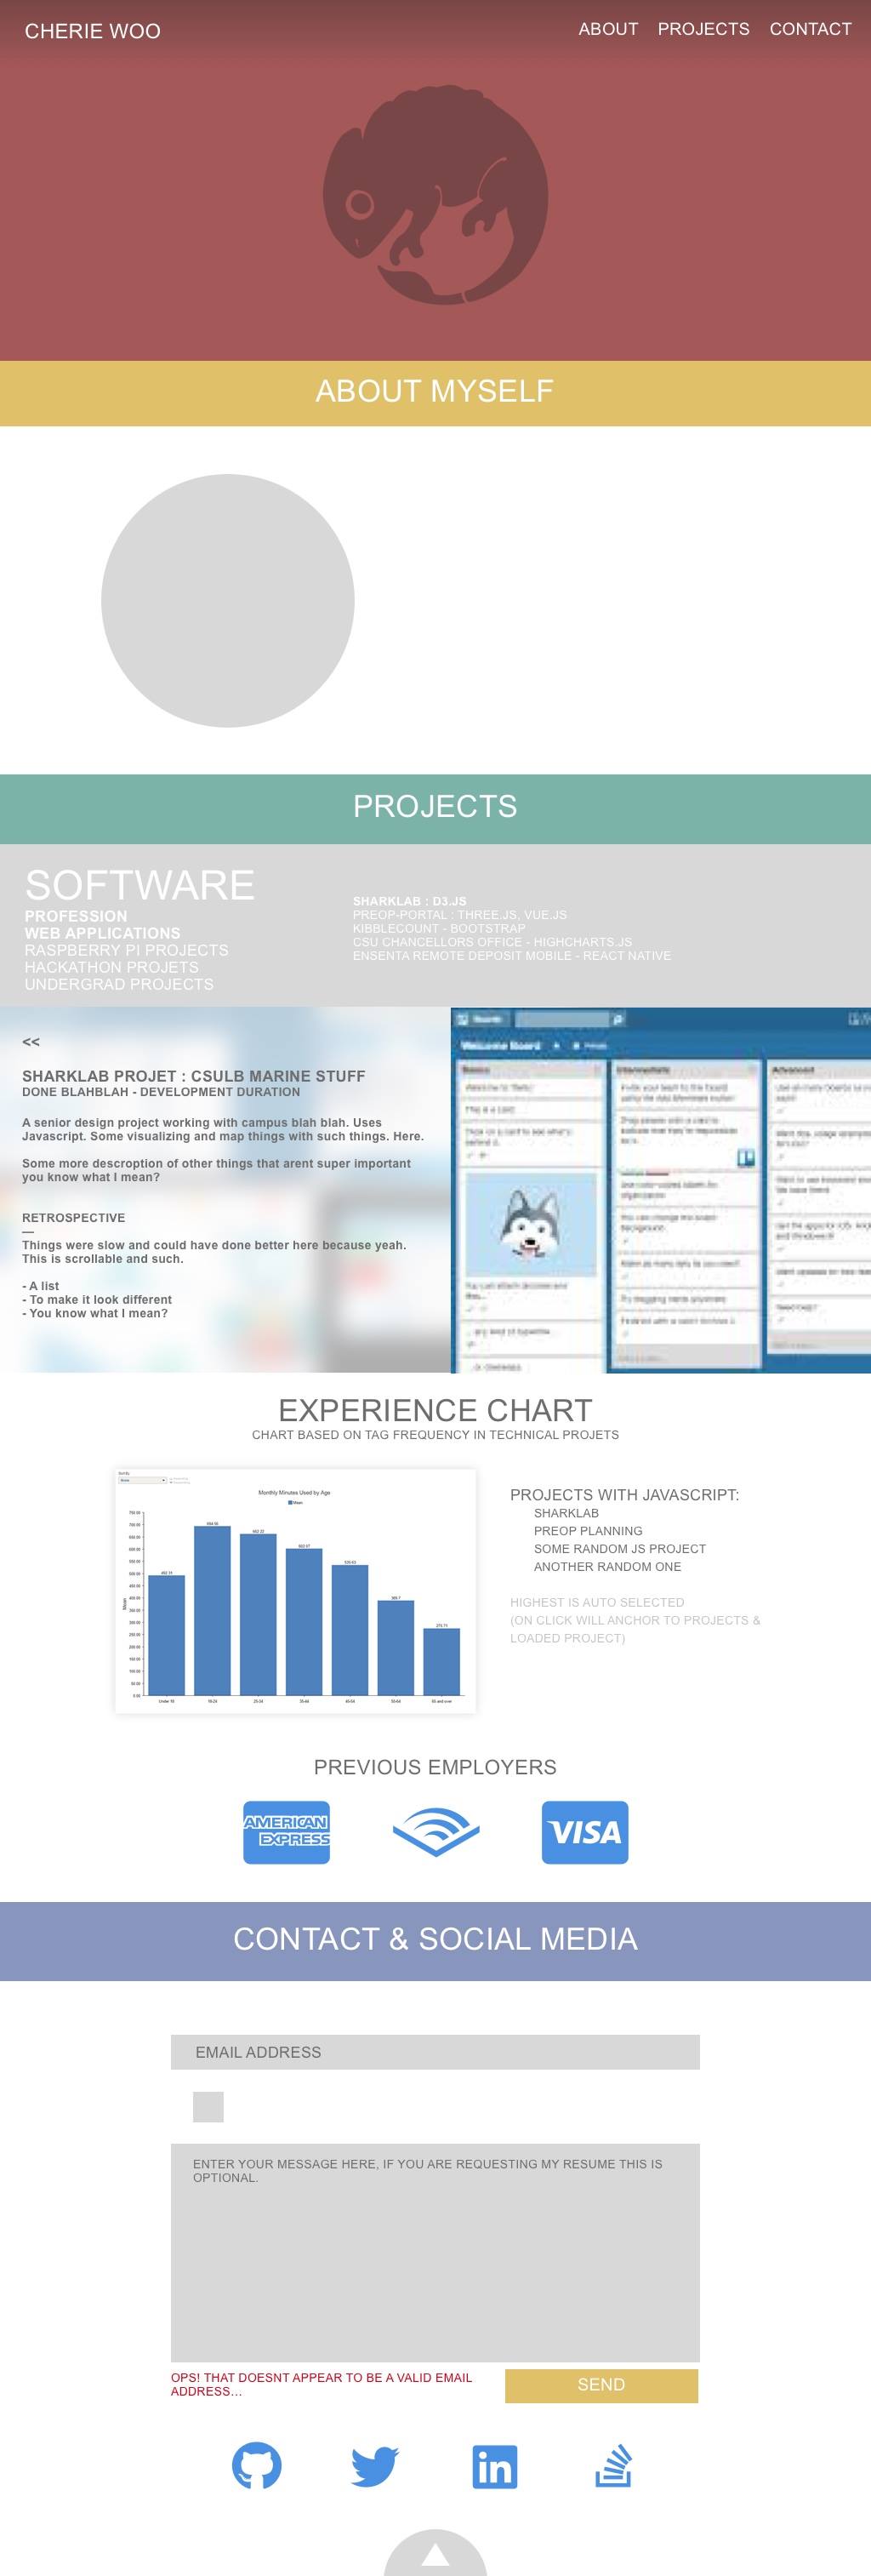 CHERIE WOO
ABOUT PROJECTS CONTACT
ABOUT MYSELF
PROJECTS
SOFTWARE
PROFESSION
WEB APPLICATIONS
RASPBERRY PI PROJECTS
HACKATHON PROJETS
UNDERGRAD PROJECTS
SHARKLAB : D3.JS
PREOP-PORTAL : THREE.JS, VUE.JS
KIBBLECOUNT - BOOTSTRAP
CSU CHANCELLORS OFFICE - HIGHCHARTS.JS
ENSENTA REMOTE DEPOSIT MOBILE - REACT NATIVE
<<
SHARKLAB PROJET : CSULB MARINE STUFF
DONE BLAHBLAH - DEVELOPMENT DURATION
A senior design project working with campus blah blah. Uses
Javascript. Some visualizing and map things with such things. Here.
Some more descroption of other things that arent super important
you know what I mean?
RETROSPECTIVE
—
Things were slow and could have done better here because yeah.
This is scrollable and such.
- A list
- To make it look different
- You know what I mean?
Welcome Board
Basics
Intermediate
Advanced
EXPERIENCE CHART
CHART BASED ON TAG FREQUENCY IN TECHNICAL PROJETS
Monthly Minutes Used by Age
Mean
PROJECTS WITH JAVASCRIPT:
SHARKLAB
PREOP PLANNING
SOME RANDOM JS PROJECT
ANOTHER RANDOM ONE
HIGHEST IS AUTO SELECTED
(ON CLICK WILL ANCHOR TO PROJECTS &
LOADED PROJECT)
PREVIOUS EMPLOYERS
AMERICAN
EXPRESS
VISA
CONTACT & SOCIAL MEDIA
EMAIL ADDRESS
ENTER YOUR MESSAGE HERE, IF YOU ARE REQUESTING MY RESUME THIS IS
OPTIONAL.
OPS! THAT DOESNT APPEAR TO BE A VALID EMAIL
ADDRESS...
SEND
in